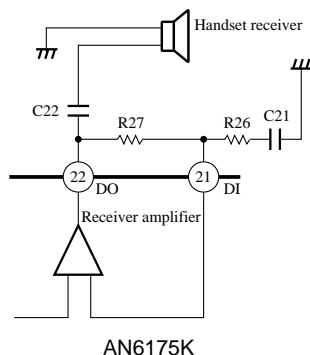 Handset receiver
C22
R27
R26
C21
22
DO
21
DI
Receiver amplifier
AN6175K